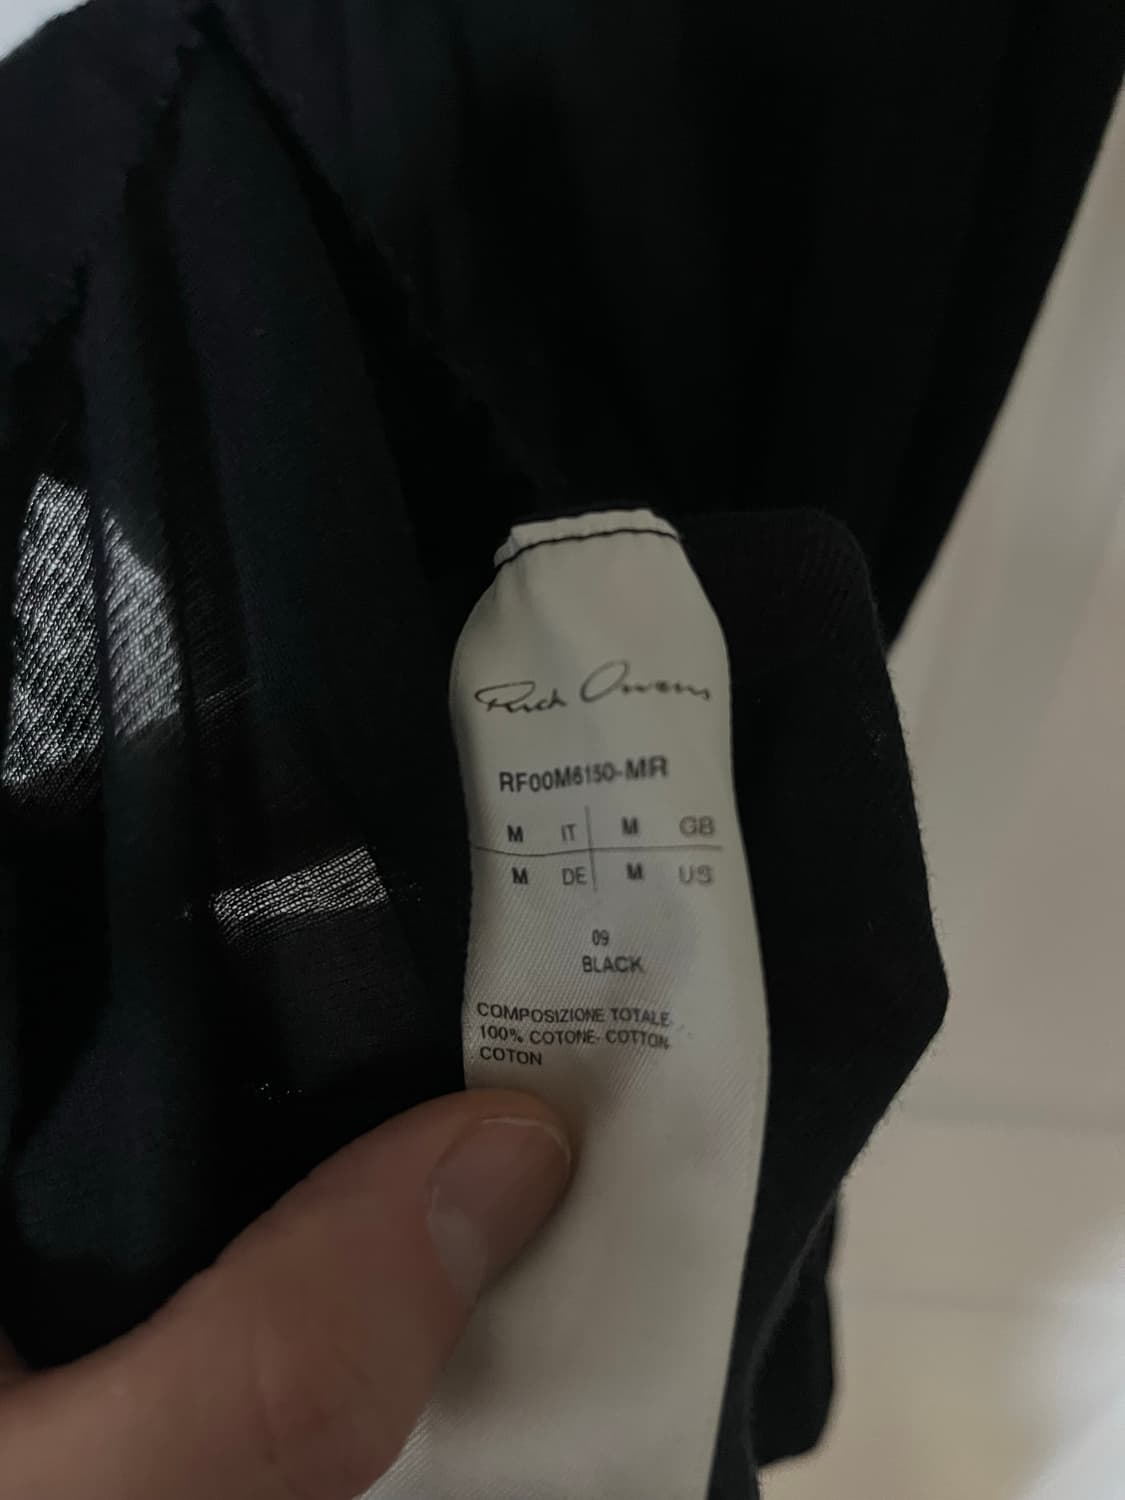 Rick Owens
RF00M6150-MR
M IT M GB
M DE M US
09
BLACK
COMPOSIZIONE TOTALE
100% COTONE- COTTON
COTON